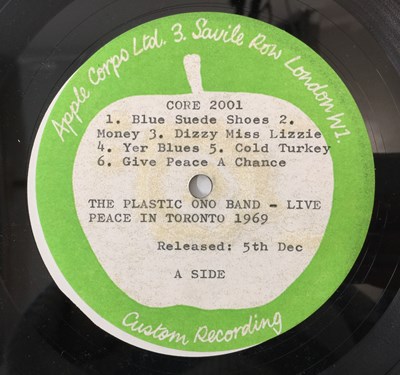 Apple Corps Ltd. 3. Savile Row London W1.
CORE 2001
1. Blue Suede Shoes 2.
Money 3. Dizzy Miss Lizzie
4. Yer Blues 5. Cold Turkey
6. Give Peace A Chance
THE PLASTIC ONO BAND - LIVE
PEACE IN TORONTO 1969
Released: 5th Dec
A SIDE
Custom Recording